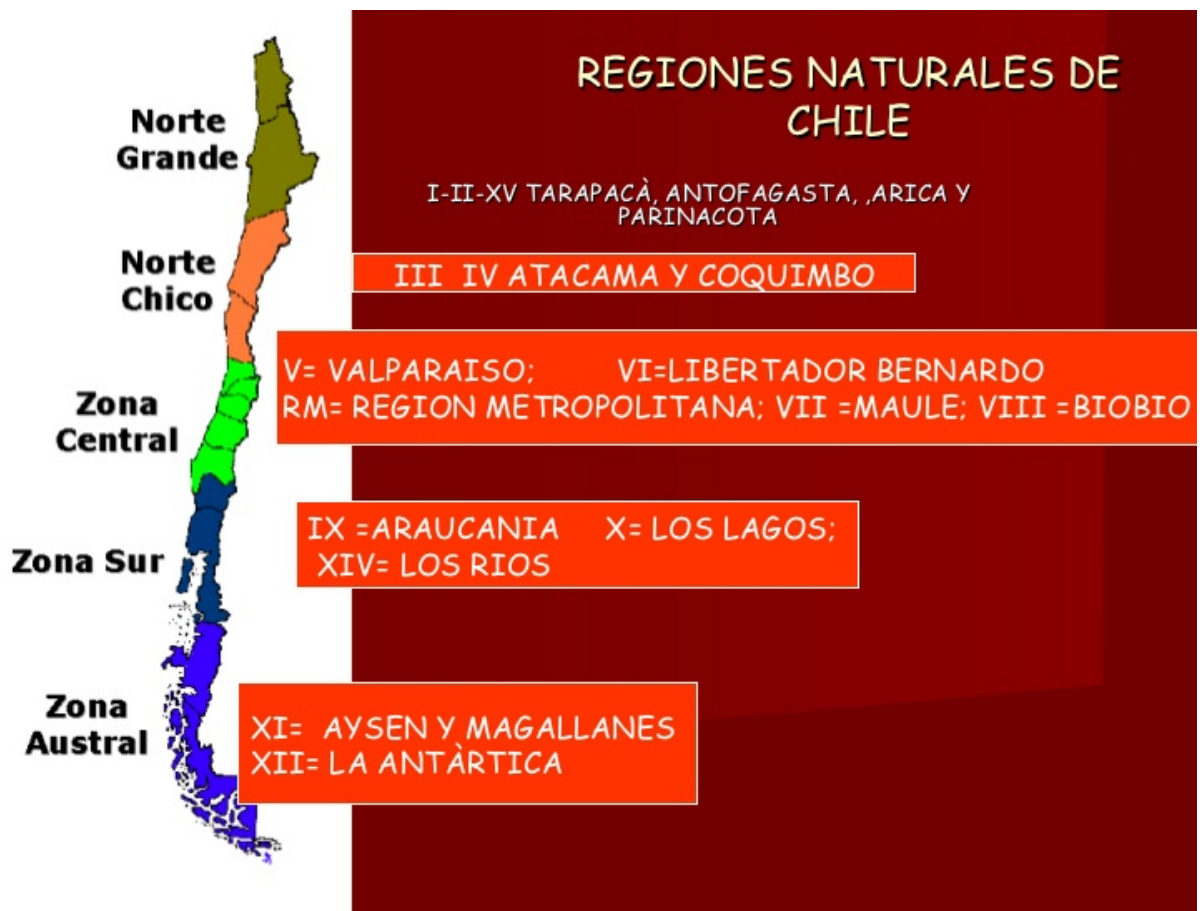 REGIONES NATURALES DE
CHILE
Norte
Grande
I-II-XV TARAPACÀ, ANTOFAGASTA, ,ARICA Y
PARINACOTA
Norte
Chico
III IV ATACAMA Y COQUIMBO
Zona
Central
V= VALPARAISO; VI=LIBERTADOR BERNARDO
RM= REGION METROPOLITANA; VII =MAULE; VIII =BIOBIO
Zona Sur
IX =ARAUCANIA X= LOS LAGOS;
XIV= LOS RIOS
Zona
Austral
XI= AYSEN Y MAGALLANES
XII= LA ANTÀRTICA